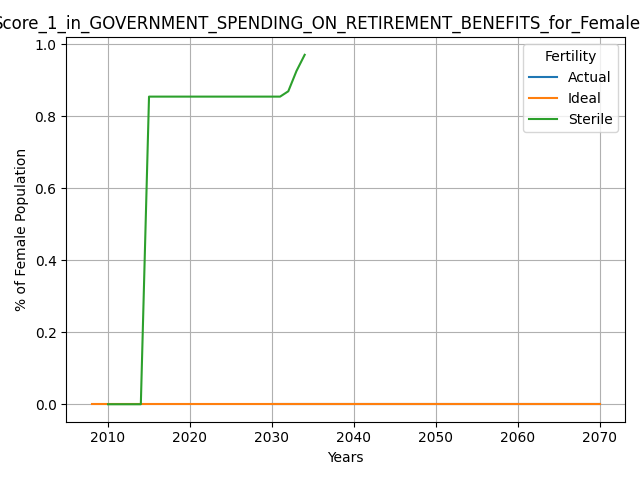 Score_1_in_GOVERNMENT_SPENDING_ON_RETIREMENT_BENEFITS_for_Female
Fertility
Actual
Ideal
Sterile
% of Female Population
1.0
0.8
0.6
0.4
0.2
0.0
2010 2020 2030 2040 2050 2060 2070
Years